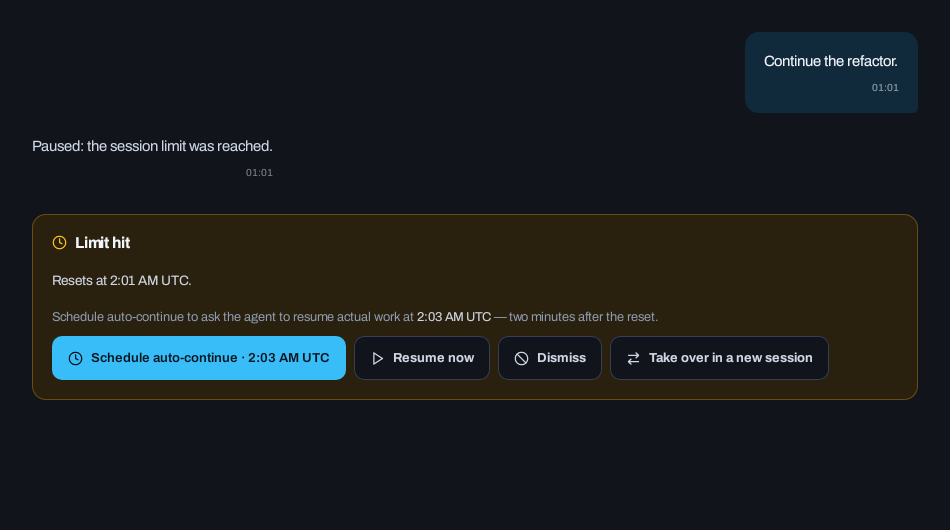 Continue the refactor.
01:01
Paused: the session limit was reached.
01:01
Limit hit
Resets at 2:01 AM UTC.
Schedule auto-continue to ask the agent to resume actual work at 2:03 AM UTC — two minutes after the reset.
Schedule auto-continue · 2:03 AM UTC
Resume now
Dismiss
Take over in a new session